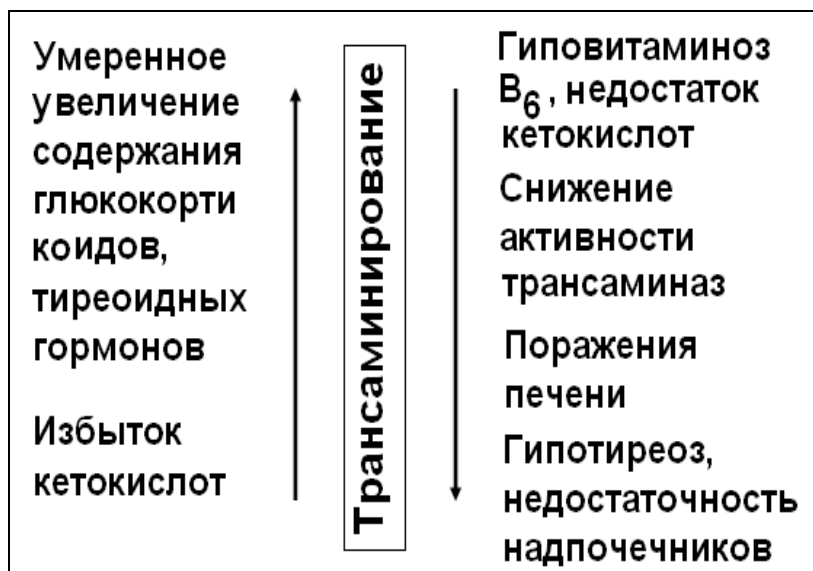 Умеренное
увеличение
содержания
глюкокорти
коидов,
тиреоидных
гормонов
Избыток
кетокислот
Трансаминирование
Гиповитаминоз
В6, недостаток
кетокислот
Снижение
активности
трансаминаз
Поражения
печени
Гипотиреоз,
недостаточность
надпочечников